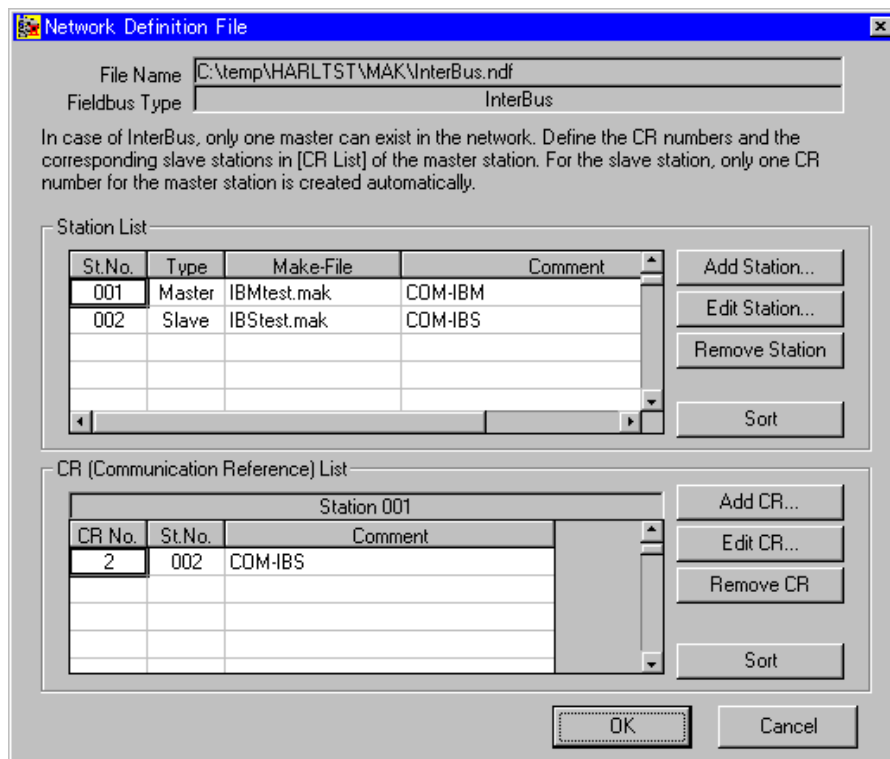 Network Definition File
File Name C:\temp\HARLTST\MAK\InterBus.ndf
Fieldbus Type InterBus
In case of InterBus, only one master can exist in the network. Define the CR numbers and the
corresponding slave stations in [CR List] of the master station. For the slave station, only one CR
number for the master station is created automatically.
Station List
St.No. Type Make-File Comment
001 Master IBMtest.mak COM-IBM
002 Slave IBStest.mak COM-IBS
Add Station...
Edit Station...
Remove Station
Sort
CR (Communication Reference) List
Station 001
CR No. St.No. Comment
2 002 COM-IBS
Add CR...
Edit CR...
Remove CR
Sort
OK Cancel